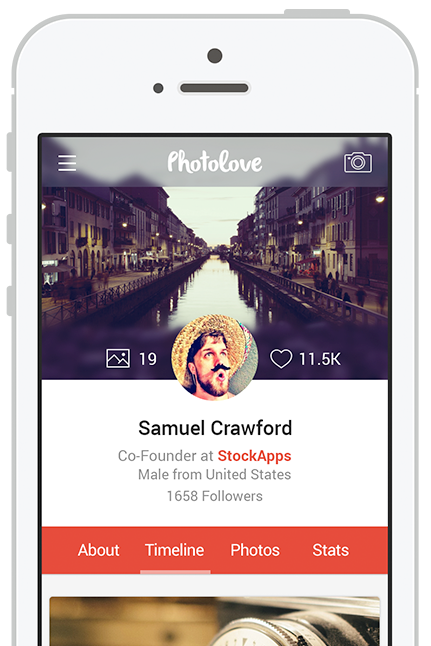 Photolove
19
11.5K
Samuel Crawford
Co-Founder at StockApps
Male from United States
1658 Followers
About Timeline Photos Stats